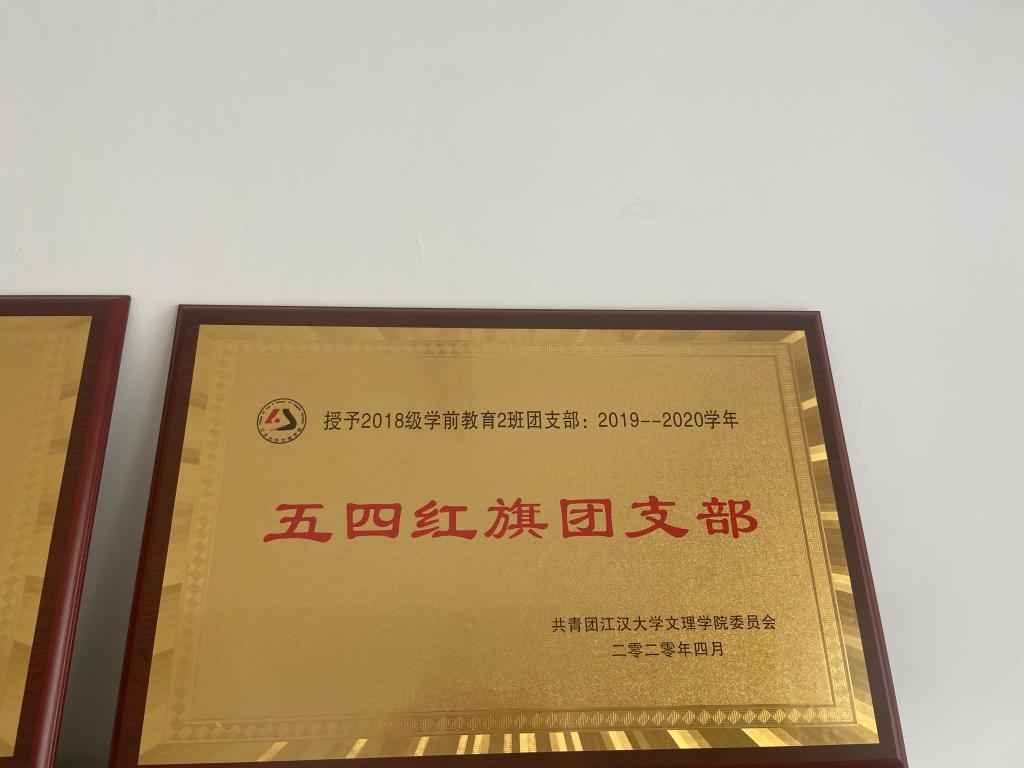 授予2018级学前教育2班团支部：2019--2020学年
五四红旗团支部
共青团江汉大学文理学院委员会
二零二零年四月